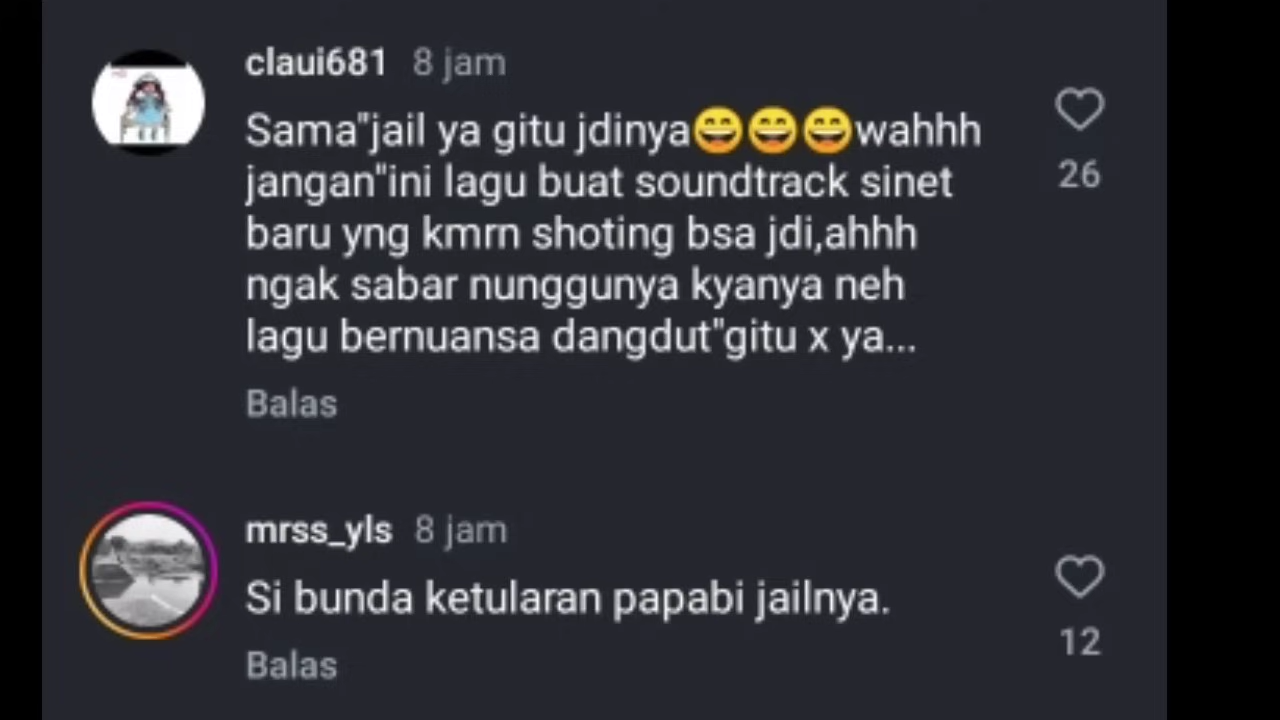 claui681 8 jam
Sama"jail ya gitu jdinya😄😄😄wahhh
jangan"ini lagu buat soundtrack sinet
baru yng kmrn shoting bsa jdi,ahhh
ngak sabar nunggunya kyanya neh
lagu bernuansa dangdut"gitu x ya...
26
Balas
mrss_yls 8 jam
Si bunda ketularan papabi jailnya.
12
Balas